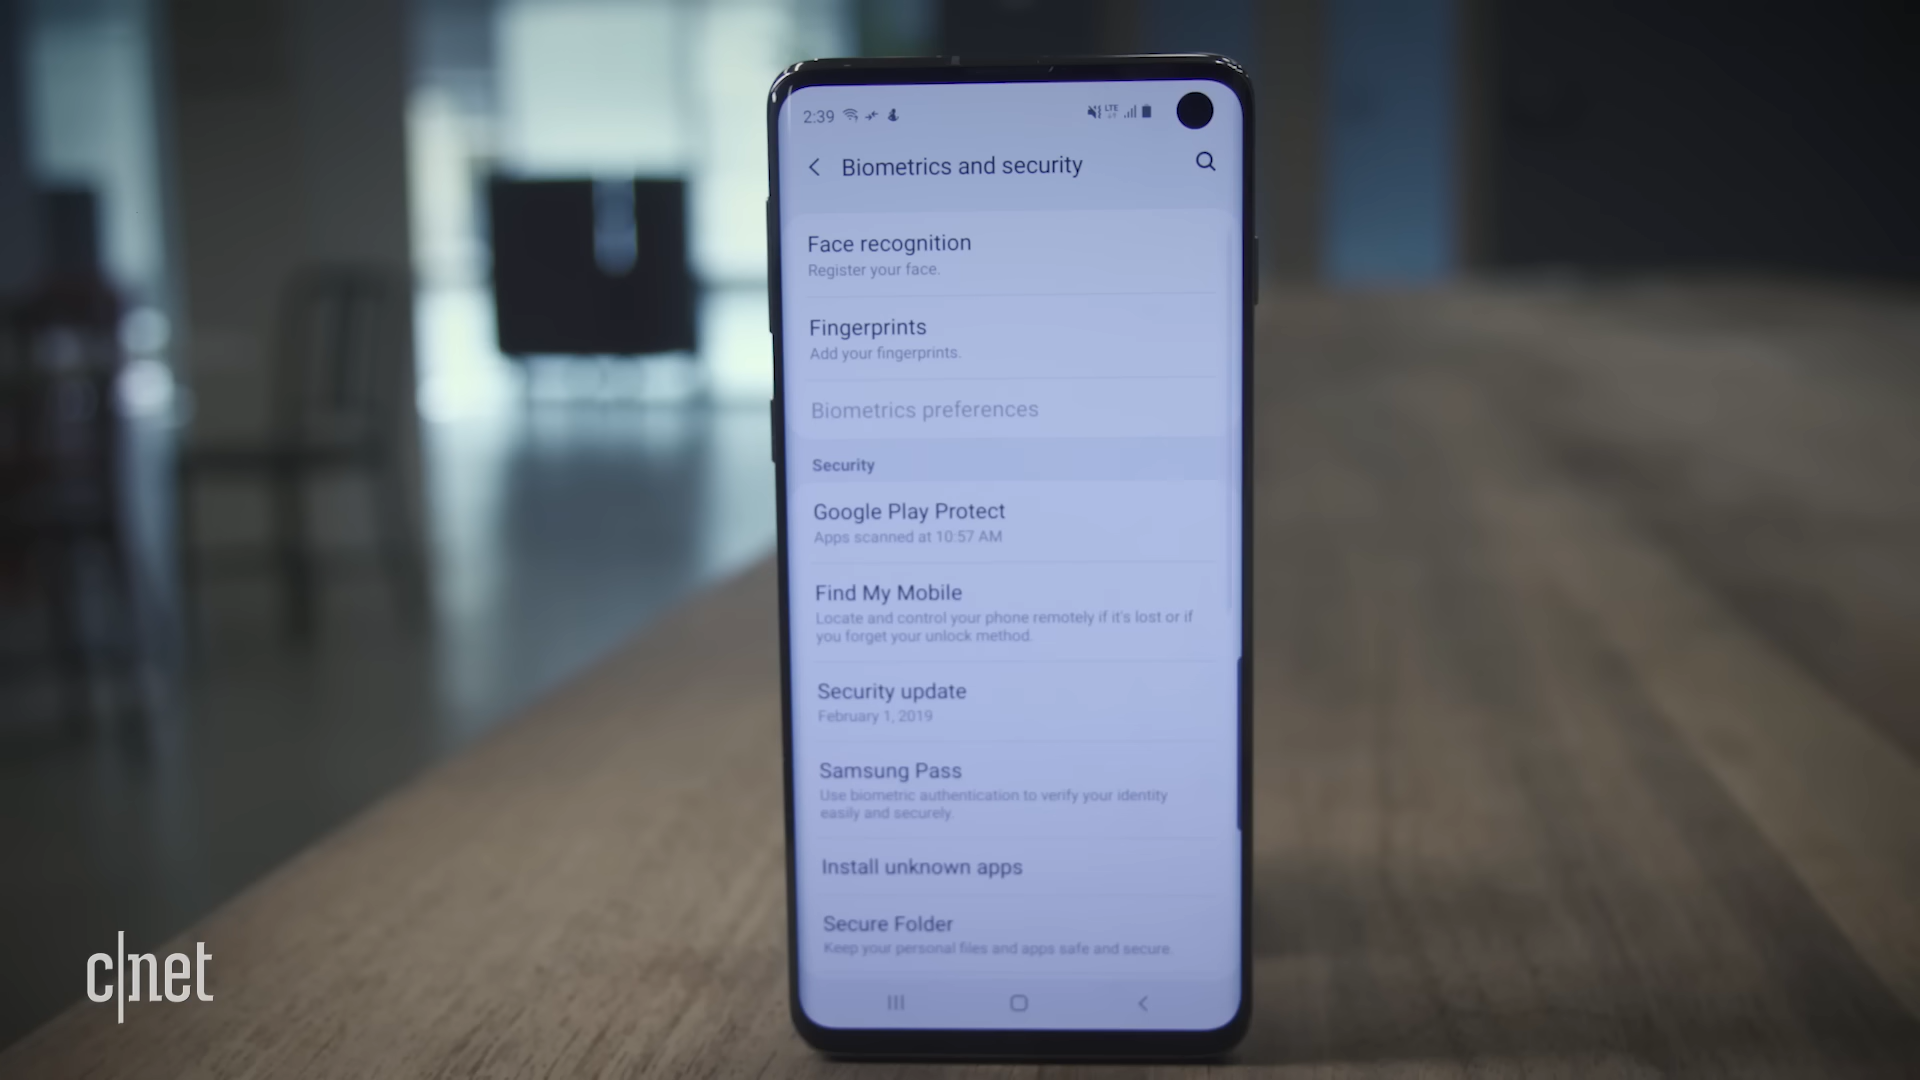 2:39
LTE
Biometrics and security
Face recognition
Register your face.
Fingerprints
Add your fingerprints.
Biometrics preferences
Security
Google Play Protect
Apps scanned at 10:57 AM
Find My Mobile
Locate and control your phone remotely if it's lost or if
you forget your unlock method.
Security update
February 1, 2019
Samsung Pass
Use biometric authentication to verify your identity
easily and securely.
Install unknown apps
Secure Folder
Keep your personal files and apps safe and secure.
c|net